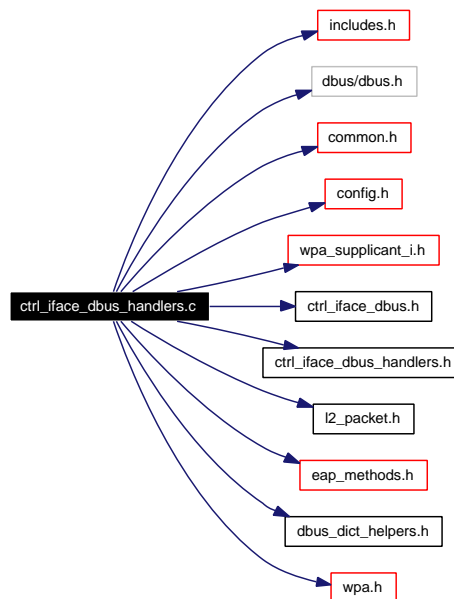 includes.h
dbus/dbus.h
common.h
config.h
wpa_supplicant_i.h
ctrl_iface_dbus_handlers.c
ctrl_iface_dbus.h
ctrl_iface_dbus_handlers.h
l2_packet.h
eap_methods.h
dbus_dict_helpers.h
wpa.h